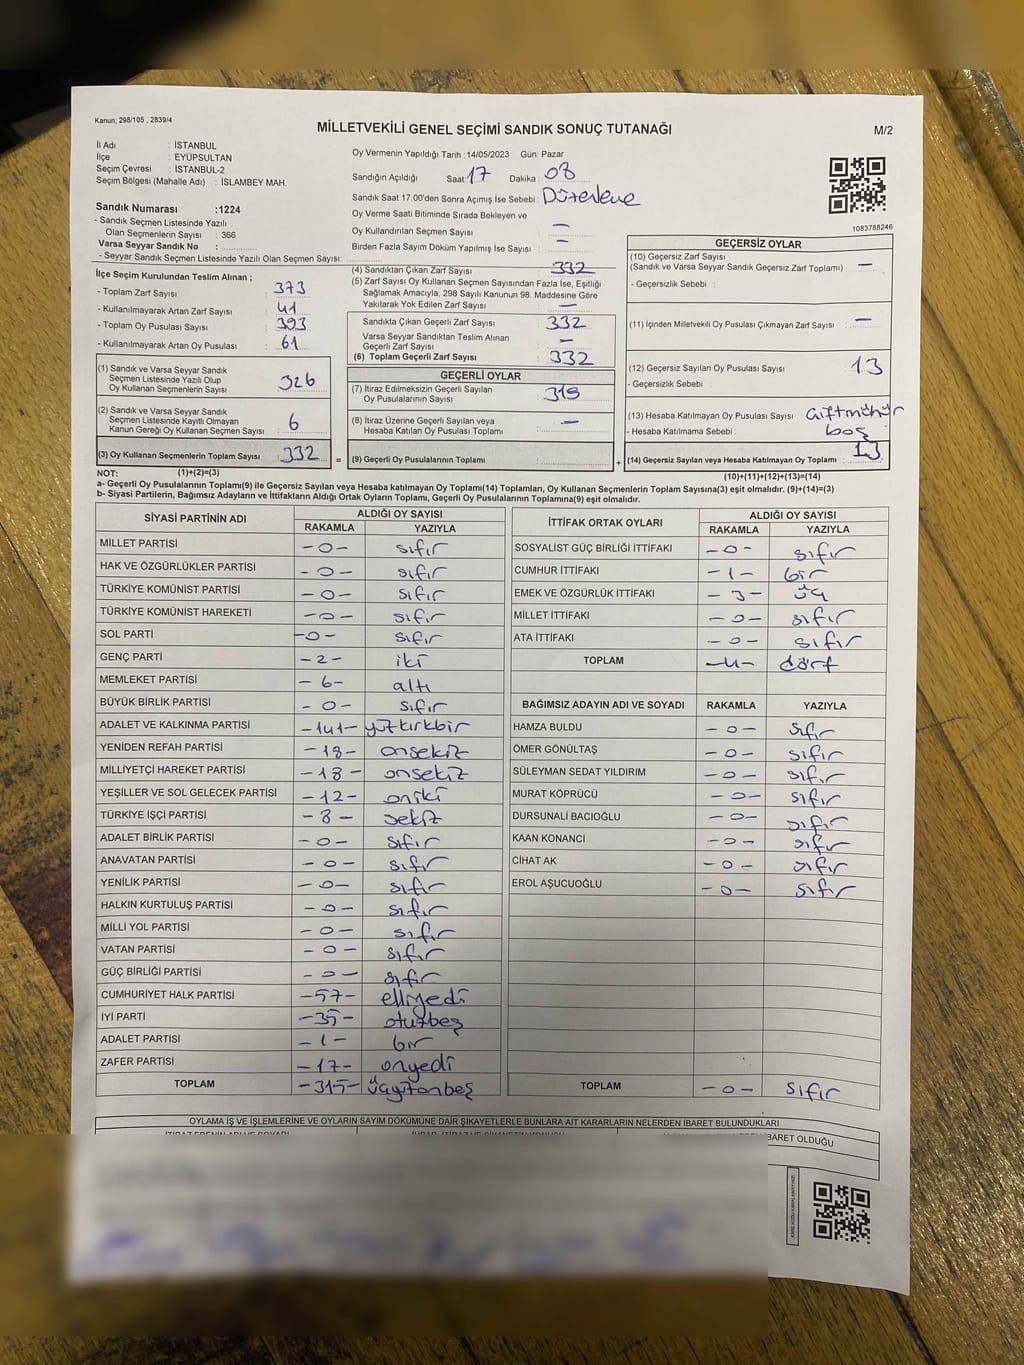 Kanun; 298/105 , 2839/4
MİLLETVEKİLİ GENEL SEÇİMİ SANDIK SONUÇ TUTANAĞI
M/2
İl Adı : İSTANBUL
İlçe : EYÜPSULTAN
Seçim Çevresi : İSTANBUL-2
Seçim Bölgesi (Mahalle Adı) : İSLAMBEY MAH.
Oy Vermenin Yapıldığı Tarih :14/05/2023 Gün: Pazar
Sandığın Açıldığı Saat: 17 Dakika : 08
Sandık Saat 17.00'den Sonra Açımış İse Sebebi : Düzenleme
Oy Verme Saati Bitiminde Sırada Bekleyen ve
Oy Kullandırılan Seçmen Sayısı : —
Birden Fazla Sayım Döküm Yapılmış İse Sayısı : —
1083788246
Sandık Numarası :1224
- Sandık Seçmen Listesinde Yazılı
Olan Seçmenlerin Sayısı : 366
Varsa Seyyar Sandık No :
- Seyyar Sandık Seçmen Listesinde Yazılı Olan Seçmen Sayısı:
İlçe Seçim Kurulundan Teslim Alınan ;
- Toplam Zarf Sayısı : 373
- Kullanılmayarak Artan Zarf Sayısı : 41
- Toplam Oy Pusulası Sayısı : 393
- Kullanılmayarak Artan Oy Pusulası : 61
(1) Sandık ve Varsa Seyyar Sandık
Seçmen Listesinde Yazılı Olup
Oy Kullanan Seçmenlerin Sayısı : 326
(2) Sandık ve Varsa Seyyar Sandık
Seçmen Listesinde Kayıtlı Olmayan
Kanun Gereği Oy Kullanan Seçmen Sayısı : 6
(3) Oy Kullanan Seçmenlerin Toplam Sayısı : 332
(1)+(2)=(3)
(4) Sandıktan Çıkan Zarf Sayısı : 332
(5) Zarf Sayısı Oy Kullanan Seçmen Sayısından Fazla İse, Eşitliği
Sağlamak Amacıyla, 298 Sayılı Kanunun 98. Maddesine Göre
Yakılarak Yok Edilen Zarf Sayısı : —
Sandıkta Çıkan Geçerli Zarf Sayısı : 332
Varsa Seyyar Sandıktan Teslim Alınan
Geçerli Zarf Sayısı : —
(6) Toplam Geçerli Zarf Sayısı : 332
GEÇERLİ OYLAR
(7) İtiraz Edilmeksizin Geçerli Sayılan
Oy Pusulalarının Sayısı : 319
(8) İtiraz Üzerine Geçerli Sayılan veya
Hesaba Katılan Oy Pusulası Toplamı : —
= (9) Geçerli Oy Pusulalarının Toplamı :
GEÇERSİZ OYLAR
(10) Geçersiz Zarf Sayısı
(Sandık ve Varsa Seyyar Sandık Geçersiz Zarf Toplamı) : —
- Geçersizlik Sebebi :
(11) İçinden Milletvekili Oy Pusulası Çıkmayan Zarf Sayısı : —
(12) Geçersiz Sayılan Oy Pusulası Sayısı : 13
- Geçersizlik Sebebi :
(13) Hesaba Katılmayan Oy Pusulası Sayısı : çiftmühür
- Hesaba Katılmama Sebebi : boş
+ (14) Geçersiz Sayılan veya Hesaba Katılmayan Oy Toplamı : 13
(10)+(11)+(12)+(13)=(14)
NOT:
a- Geçerli Oy Pusulalarının Toplamı(9) ile Geçersiz Sayılan veya Hesaba Katılmayan Oy Toplamı(14) Toplamları, Oy Kullanan Seçmenlerin Toplam Sayısına(3) eşit olmalıdır. (9)+(14)=(3)
b- Siyasi Partilerin, Bağımsız Adayların ve İttifakların Aldığı Ortak Oyların Toplamı, Geçerli Oy Pusulalarının Toplamına(9) eşit olmalıdır.
SİYASİ PARTİNİN ADI ALDIĞI OY SAYISI
RAKAMLA YAZIYLA
MİLLET PARTİSİ -0- sıfır
HAK VE ÖZGÜRLÜKLER PARTİSİ -0- sıfır
TÜRKİYE KOMÜNİST PARTİSİ -0- sıfır
TÜRKİYE KOMÜNİST HAREKETİ -0- sıfır
SOL PARTİ -0- sıfır
GENÇ PARTİ -2- iki
MEMLEKET PARTİSİ -6- altı
BÜYÜK BİRLİK PARTİSİ -0- sıfır
ADALET VE KALKINMA PARTİSİ -141- yüzkırkbir
YENİDEN REFAH PARTİSİ -18- onsekiz
MİLLİYETÇİ HAREKET PARTİSİ -18- onsekiz
YEŞİLLER VE SOL GELECEK PARTİSİ -12- oniki
TÜRKİYE İŞÇİ PARTİSİ -8- sekiz
ADALET BİRLİK PARTİSİ -0- sıfır
ANAVATAN PARTİSİ -0- sıfır
YENİLİK PARTİSİ -0- sıfır
HALKIN KURTULUŞ PARTİSİ -0- sıfır
MİLLİ YOL PARTİSİ -0- sıfır
VATAN PARTİSİ -0- sıfır
GÜÇ BİRLİĞİ PARTİSİ -0- sıfır
CUMHURİYET HALK PARTİSİ -57- elliyedi
İYİ PARTİ -35- otuzbeş
ADALET PARTİSİ -1- bir
ZAFER PARTİSİ -17- onyedi
TOPLAM -315- üçyüzonbeş
İTTİFAK ORTAK OYLARI ALDIĞI OY SAYISI
RAKAMLA YAZIYLA
SOSYALİST GÜÇ BİRLİĞİ İTTİFAKI -0- sıfır
CUMHUR İTTİFAKI -1- bir
EMEK VE ÖZGÜRLÜK İTTİFAKI -3- üç
MİLLET İTTİFAKI -0- sıfır
ATA İTTİFAKI -0- sıfır
TOPLAM -4- dört
BAĞIMSIZ ADAYIN ADI VE SOYADI RAKAMLA YAZIYLA
HAMZA BULDU -0- sıfır
ÖMER GÖNÜLTAŞ -0- sıfır
SÜLEYMAN SEDAT YILDIRIM -0- sıfır
MURAT KÖPRÜCÜ -0- sıfır
DURSUNALİ BACIOĞLU -0- sıfır
KAAN KONANCİ -0- sıfır
CİHAT AK -0- sıfır
EROL AŞUCUOĞLU -0- sıfır
TOPLAM -0- sıfır
OYLAMA İŞ VE İŞLEMLERİNE VE OYLARIN SAYIM DÖKÜMÜNE DAİR ŞİKAYETLERLE BUNLARA AİT KARARLARIN NELERDEN İBARET BULUNDUKLARI
İBARET OLDUĞU